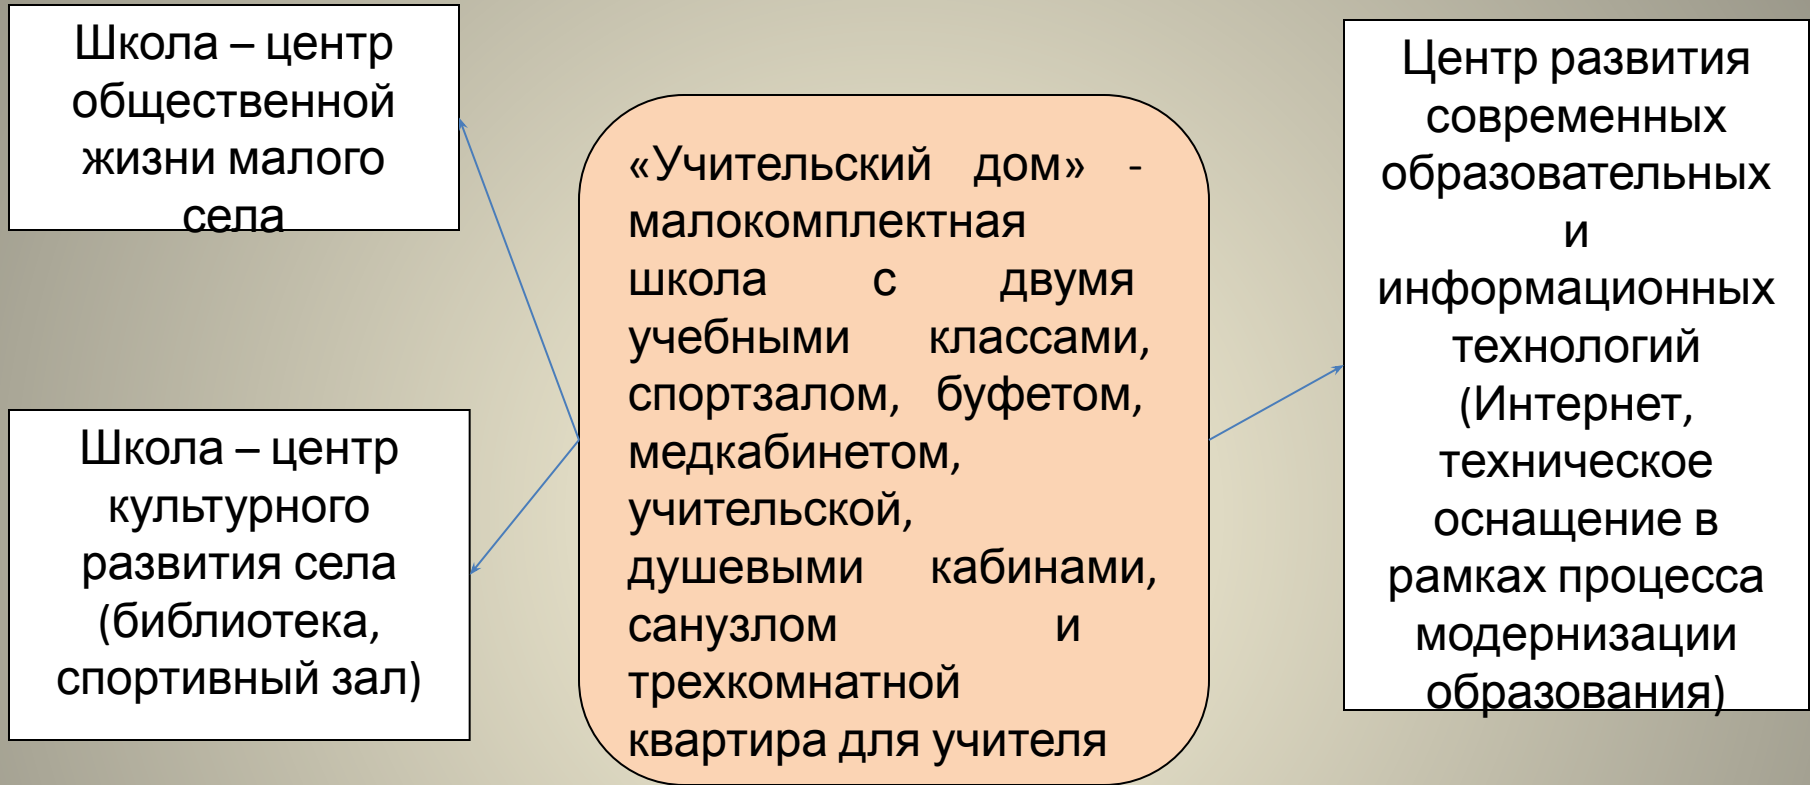 Школа – центр
общественной
жизни малого
села
Школа – центр
культурного
развития села
(библиотека,
спортивный зал)
«Учительский дом» -
малокомплектная
школа с двумя
учебными классами,
спортзалом, буфетом,
медкабинетом,
учительской,
душевыми кабинами,
санузлом и
трехкомнатной
квартира для учителя
Центр развития
современных
образовательных
и
информационных
технологий
(Интернет,
техническое
оснащение в
рамках процесса
модернизации
образования)